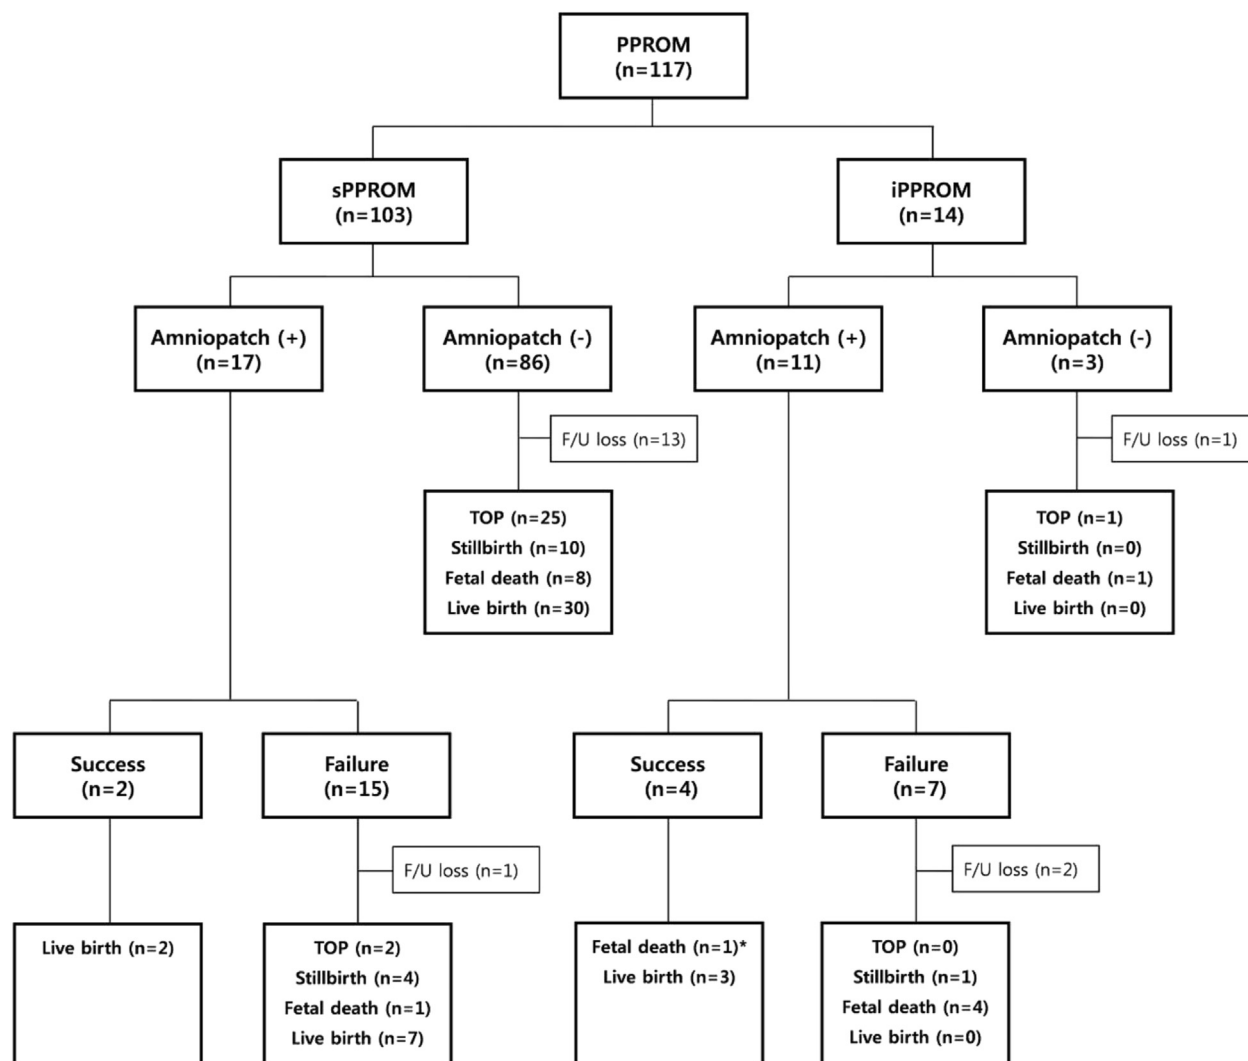 PPROM
(n=117)
sPPROM
(n=103)
iPPROM
(n=14)
Amniopatch (+)
(n=17)
Amniopatch (-)
(n=86)
Amniopatch (+)
(n=11)
Amniopatch (-)
(n=3)
F/U loss (n=13)
F/U loss (n=1)
TOP (n=25)
Stillbirth (n=10)
Fetal death (n=8)
Live birth (n=30)
TOP (n=1)
Stillbirth (n=0)
Fetal death (n=1)
Live birth (n=0)
Success
(n=2)
Failure
(n=15)
Success
(n=4)
Failure
(n=7)
F/U loss (n=1)
F/U loss (n=2)
Live birth (n=2)
TOP (n=2)
Stillbirth (n=4)
Fetal death (n=1)
Live birth (n=7)
Fetal death (n=1)*
Live birth (n=3)
TOP (n=0)
Stillbirth (n=1)
Fetal death (n=4)
Live birth (n=0)